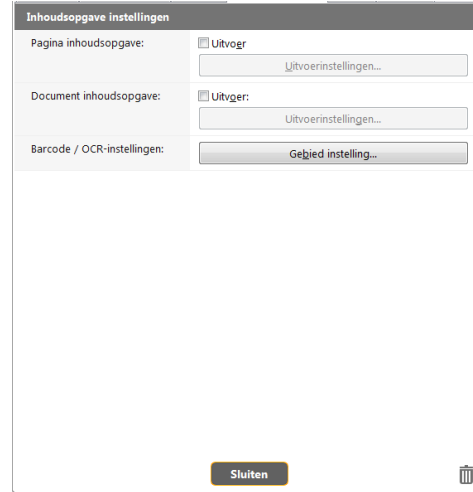 Inhoudsopgave instellingen
Pagina inhoudsopgave:
Uitvoer
Uitvoerinstellingen...
Document inhoudsopgave:
Uitvoer:
Uitvoerinstellingen...
Barcode / OCR-instellingen:
Gebied instelling...
Sluiten